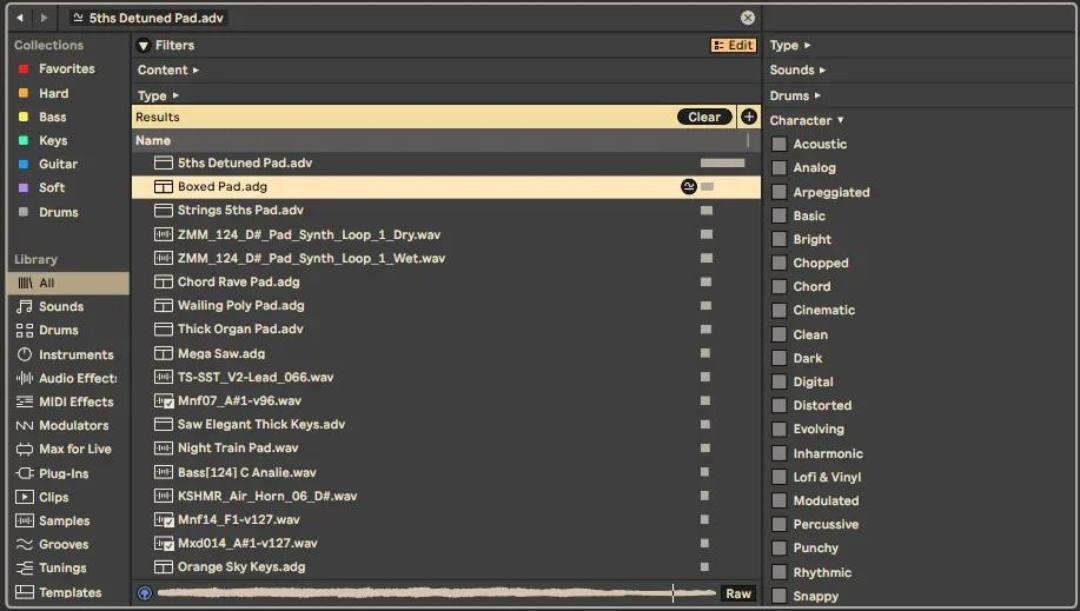 5ths Detuned Pad.adv
Collections
Favorites
Hard
Bass
Keys
Guitar
Soft
Drums
Library
All
Sounds
Drums
Instruments
Audio Effect
MIDI Effects
Modulators
Max for Live
Plug-Ins
Clips
Samples
Grooves
Tunings
Templates
Filters
Edit
Content
Type
Results
Clear
Name
5ths Detuned Pad.adv
Boxed Pad.adg
Strings 5ths Pad.adv
ZMM_124_D#_Pad_Synth_Loop_1_Dry.wav
ZMM_124_D#_Pad_Synth_Loop_1_Wet.wav
Chord Rave Pad.adg
Wailing Poly Pad.adg
Thick Organ Pad.adv
Mega Saw.adg
TS-SST_V2-Lead_066.wav
Mnf07_A#1-v96.wav
Saw Elegant Thick Keys.adv
Night Train Pad.wav
Bass[124] C Analie.wav
KSHMR_Air_Horn_06_D#.wav
Mnf14_F1-v127.wav
Mxd014_A#1-v127.wav
Orange Sky Keys.adg
Raw
Type
Sounds
Drums
Character
Acoustic
Analog
Arpeggiated
Basic
Bright
Chopped
Chord
Cinematic
Clean
Dark
Digital
Distorted
Evolving
Inharmonic
Lofi & Vinyl
Modulated
Percussive
Punchy
Rhythmic
Snappy